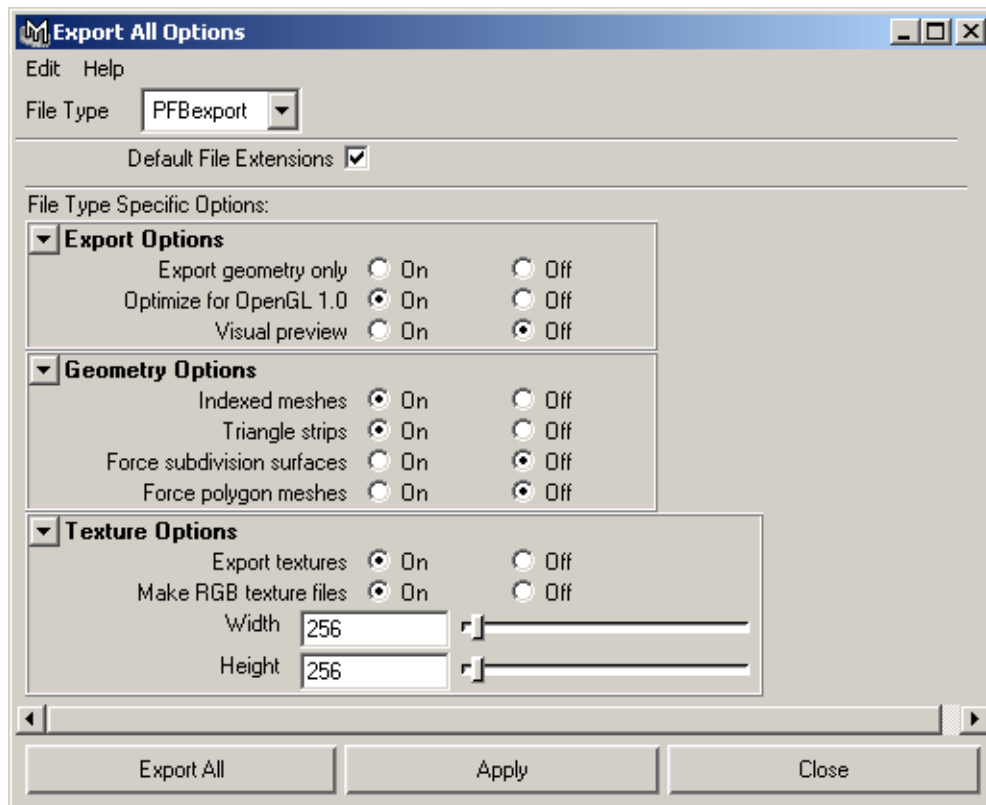 Export All Options
Edit Help
File Type PFBexport
Default File Extensions
File Type Specific Options:
Export Options
Export geometry only On Off
Optimize for OpenGL 1.0 On Off
Visual preview On Off
Geometry Options
Indexed meshes On Off
Triangle strips On Off
Force subdivision surfaces On Off
Force polygon meshes On Off
Texture Options
Export textures On Off
Make RGB texture files On Off
Width 256
Height 256
Export All Apply Close